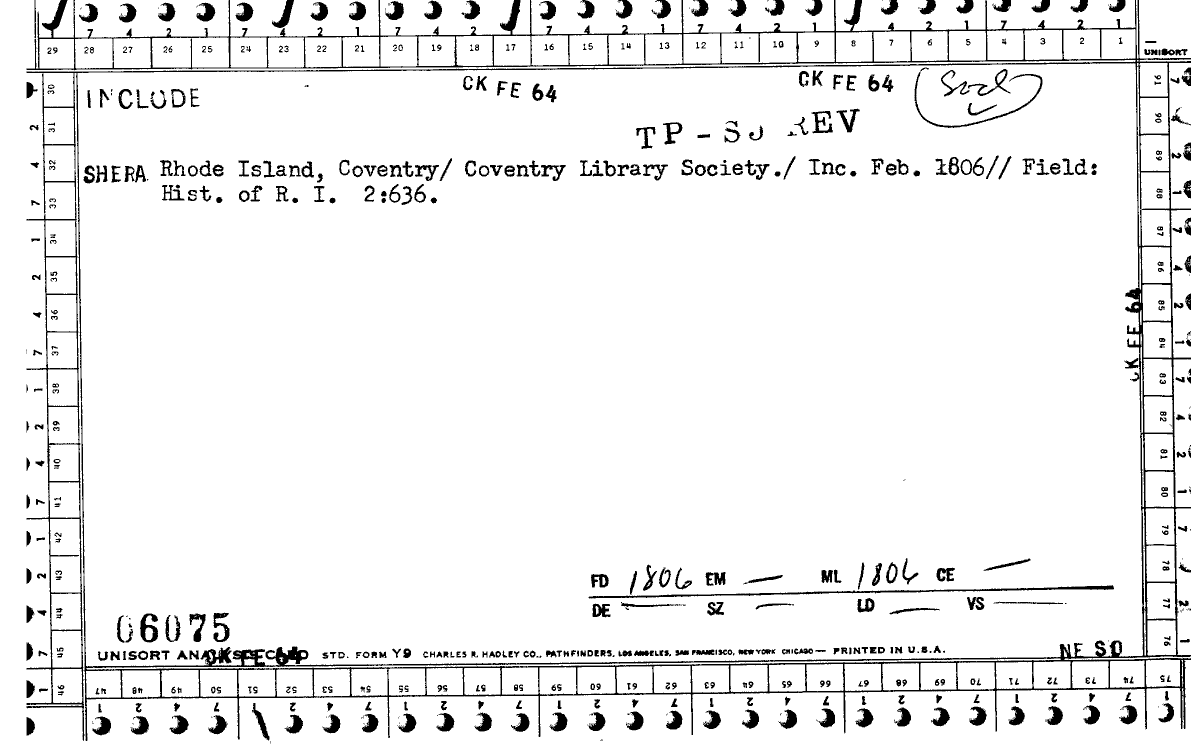 7 4 2 1 7 4 2 1 7 4 2 1 7 4 2 1 7 4 2 1 7 4 2 1 7 4 2 1
29 28 27 26 25 24 23 22 21 20 19 18 17 16 15 14 13 12 11 10 9 8 7 6 5 4 3 2 1
UNISORT
INCLUDE
CK FE 64
CK FE 64
TP - SO REV
SHERA Rhode Island, Coventry/ Coventry Library Society./ Inc. Feb. 1806// Field:
Hist. of R. I. 2:636.
CK FE 64
FD 1806 EM — ML 1806 CE —
DE — SZ — LD — VS —
06075
UNISORT ANALYSIS CARD STD. FORM Y9 CHARLES R. HADLEY CO., PATHFINDERS, LOS ANGELES, SAN FRANCISCO, NEW YORK CHICAGO — PRINTED IN U.S.A.
CK FE 64
NE SO
30 31 32 33 34 35 36 37 38 39 40 41 42 43 44 45 46
91 90 89 88 87 86 85 84 83 82 81 80 79 78 77 76
47 48 49 50 51 52 53 54 55 56 57 58 59 60 61 62 63 64 65 66 67 68 69 70 71 72 73 74 75
1 2 4 7 1 2 4 7 1 2 4 7 1 2 4 7 1 2 4 7 1 2 4 7 1 2 4 7 1